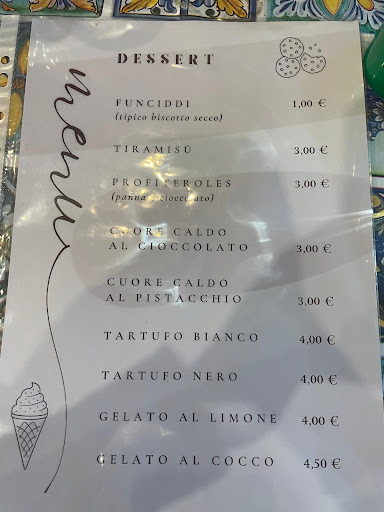 menu
DESSERT
FUNCIDDI 1,00 €
(tipico biscotto secco)
TIRAMISÙ 3,00 €
PROFITEROLES 3,00 €
(panna cioccolato)
CUORE CALDO
AL CIOCCOLATO 3,00 €
CUORE CALDO
AL PISTACCHIO 3,00 €
TARTUFO BIANCO 4,00 €
TARTUFO NERO 4,00 €
GELATO AL LIMONE 4,00 €
GELATO AL COCCO 4,50 €